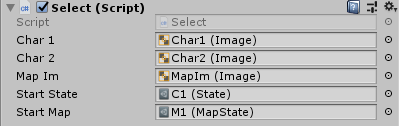 Select (Script)
Script Select
Char 1 Char1 (Image)
Char 2 Char2 (Image)
Map Im MapIm (Image)
Start State C1 (State)
Start Map M1 (MapState)